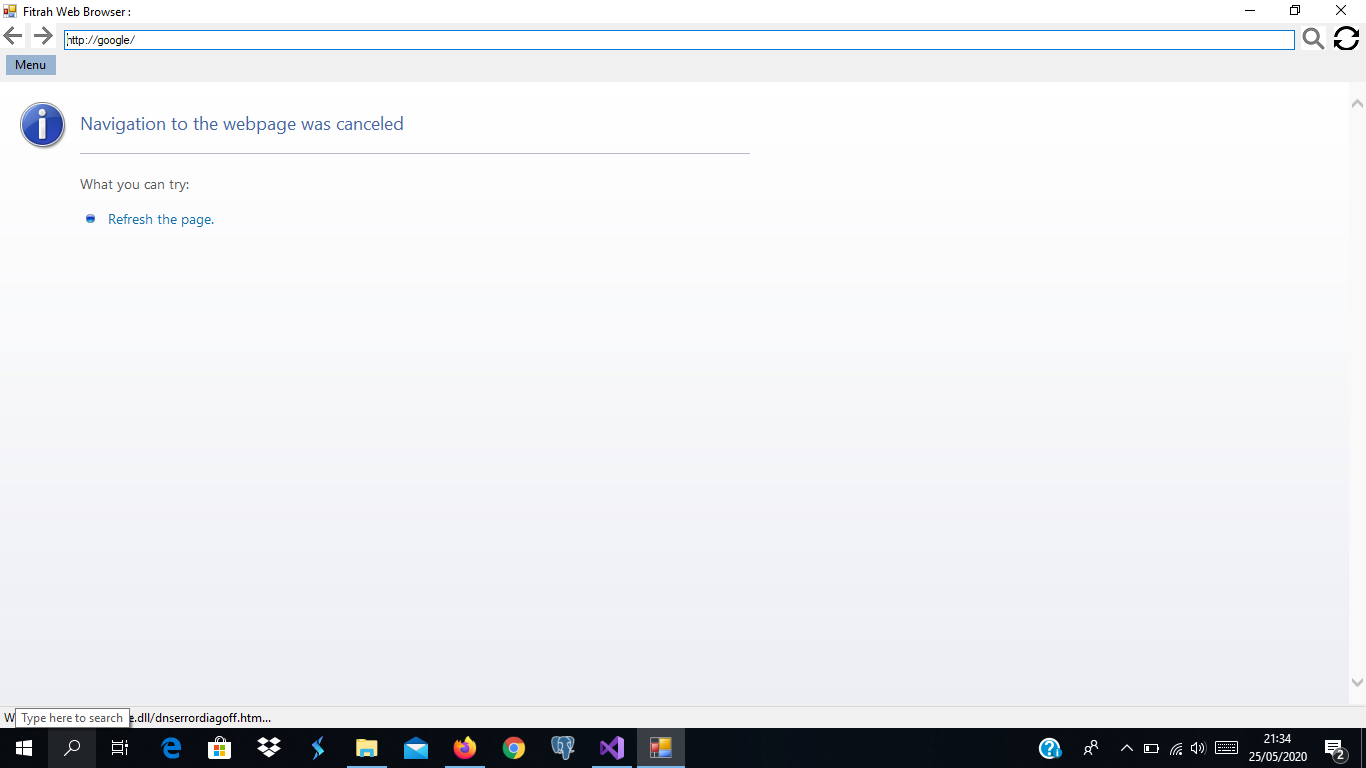 Fitrah Web Browser :
http://google/
Menu
Navigation to the webpage was canceled
What you can try:
Refresh the page.
W
Type here to search
e.dll/dnserrordiagoff.htm...
21:34
25/05/2020
2